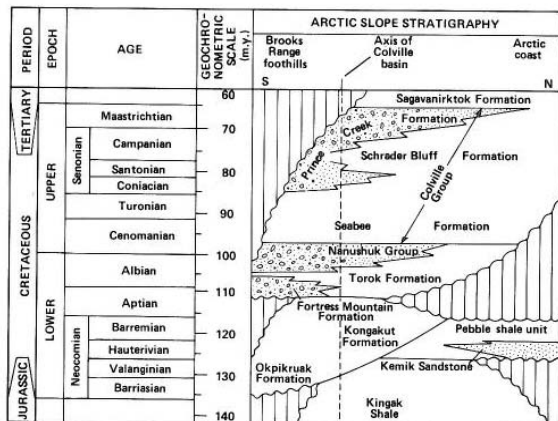 ARCTIC SLOPE STRATIGRAPHY
PERIOD
EPOCH
AGE
GEOCHRO-
NOMETRIC
SCALE
(m.y.)
Brooks
Range
foothills
Axis of
Colville
basin
Arctic
coast
S
N
TERTIARY
CRETACEOUS
JURASSIC
UPPER
LOWER
Senonian
Neocomian
Maastrichtian
Campanian
Santonian
Coniacian
Turonian
Cenomanian
Albian
Aptian
Barremian
Hauterivian
Valanginian
Barriasian
60
70
80
90
100
110
120
130
140
Sagavanirktok Formation
Prince Creek Formation
Schrader Bluff Formation
Colville
Group
Seabee Formation
Nanushuk Group
Torok Formation
Fortress Mountain
Formation
Kongakut
Formation
Pebble shale unit
Okpikruak
Formation
Kemik Sandstone
Kingak
Shale